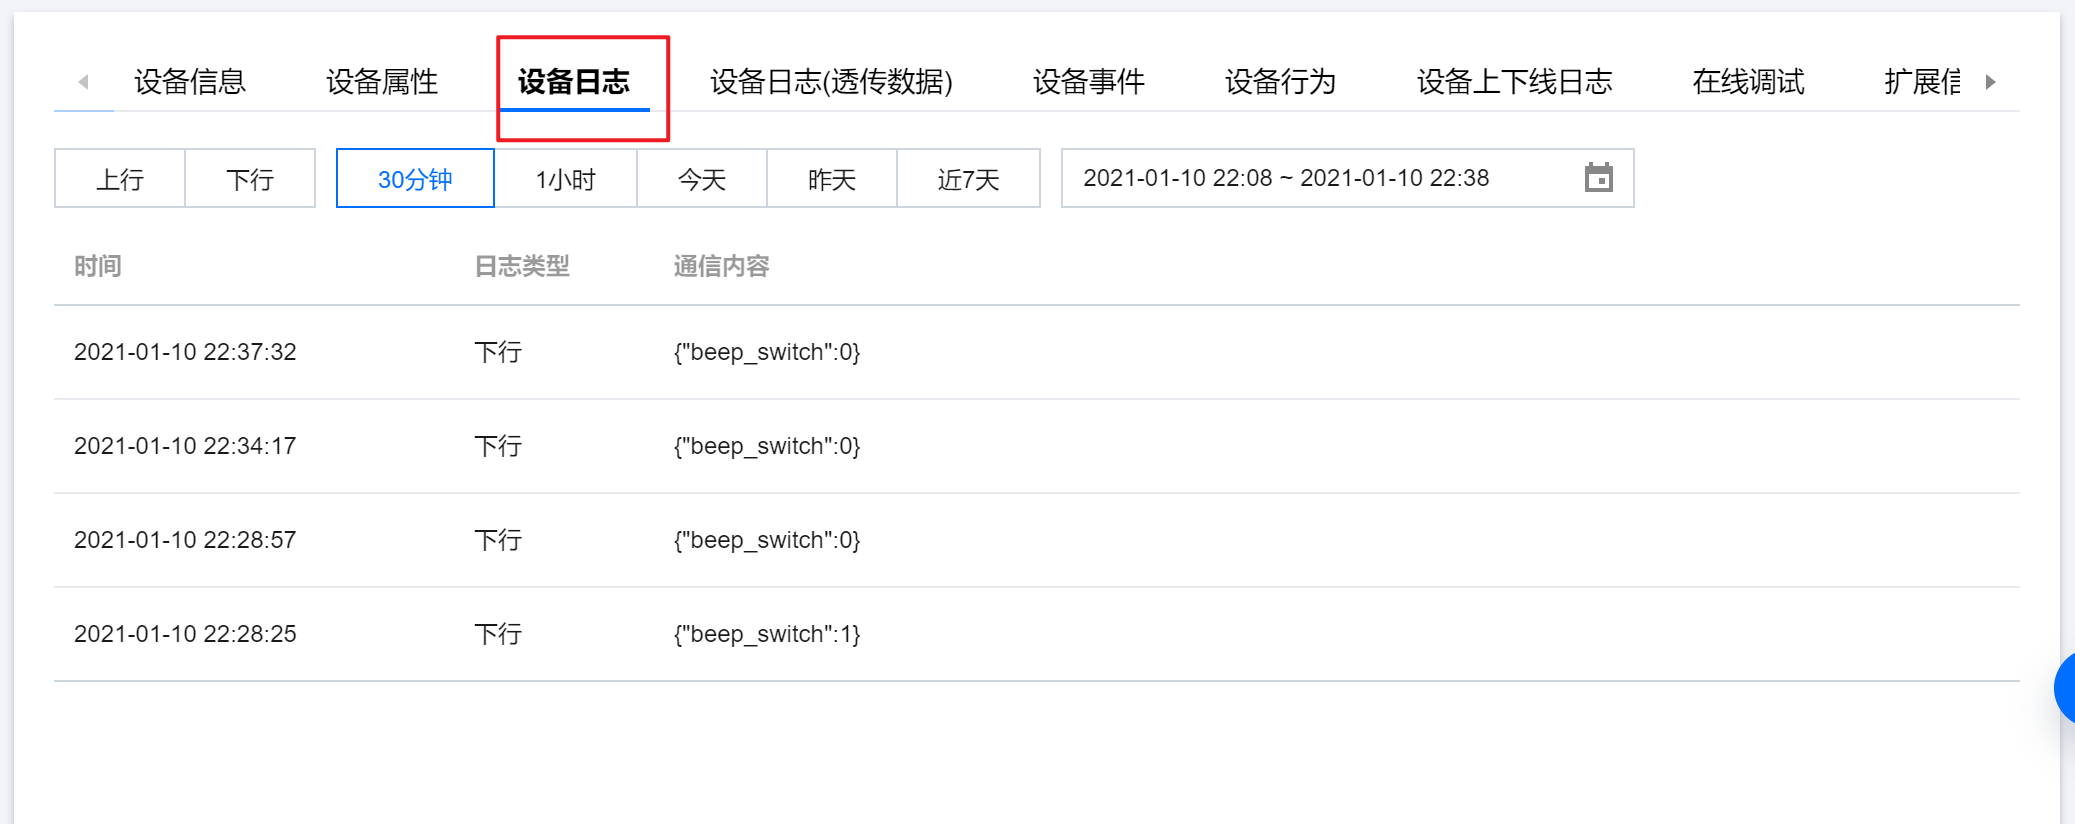 设备信息 设备属性 设备日志 设备日志(透传数据) 设备事件 设备行为 设备上下线日志 在线调试 扩展信
上行 下行 30分钟 1小时 今天 昨天 近7天 2021-01-10 22:08 ~ 2021-01-10 22:38
时间 日志类型 通信内容
2021-01-10 22:37:32 下行 {"beep_switch":0}
2021-01-10 22:34:17 下行 {"beep_switch":0}
2021-01-10 22:28:57 下行 {"beep_switch":0}
2021-01-10 22:28:25 下行 {"beep_switch":1}